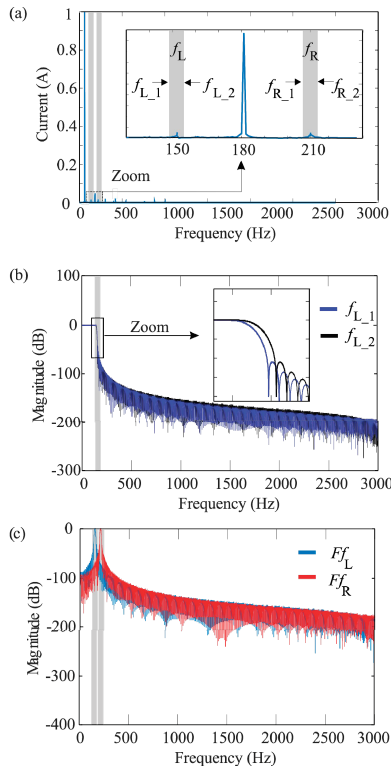 (a)
1
0.8
0.6
0.4
0.2
0
Current (A)
f_L
f_R
f_L_1
f_L_2
f_R_1
f_R_2
150
180
210
Zoom
0
500
1000
1500
2000
2500
3000
Frequency (Hz)
(b)
100
0
-100
-200
-300
Magnitude (dB)
Zoom
f_L_1
f_L_2
0
500
1000
1500
2000
2500
3000
Frequency (Hz)
(c)
0
-100
-200
-300
-400
Magnitude (dB)
Ff_L
Ff_R
0
500
1000
1500
2000
2500
3000
Frequency (Hz)